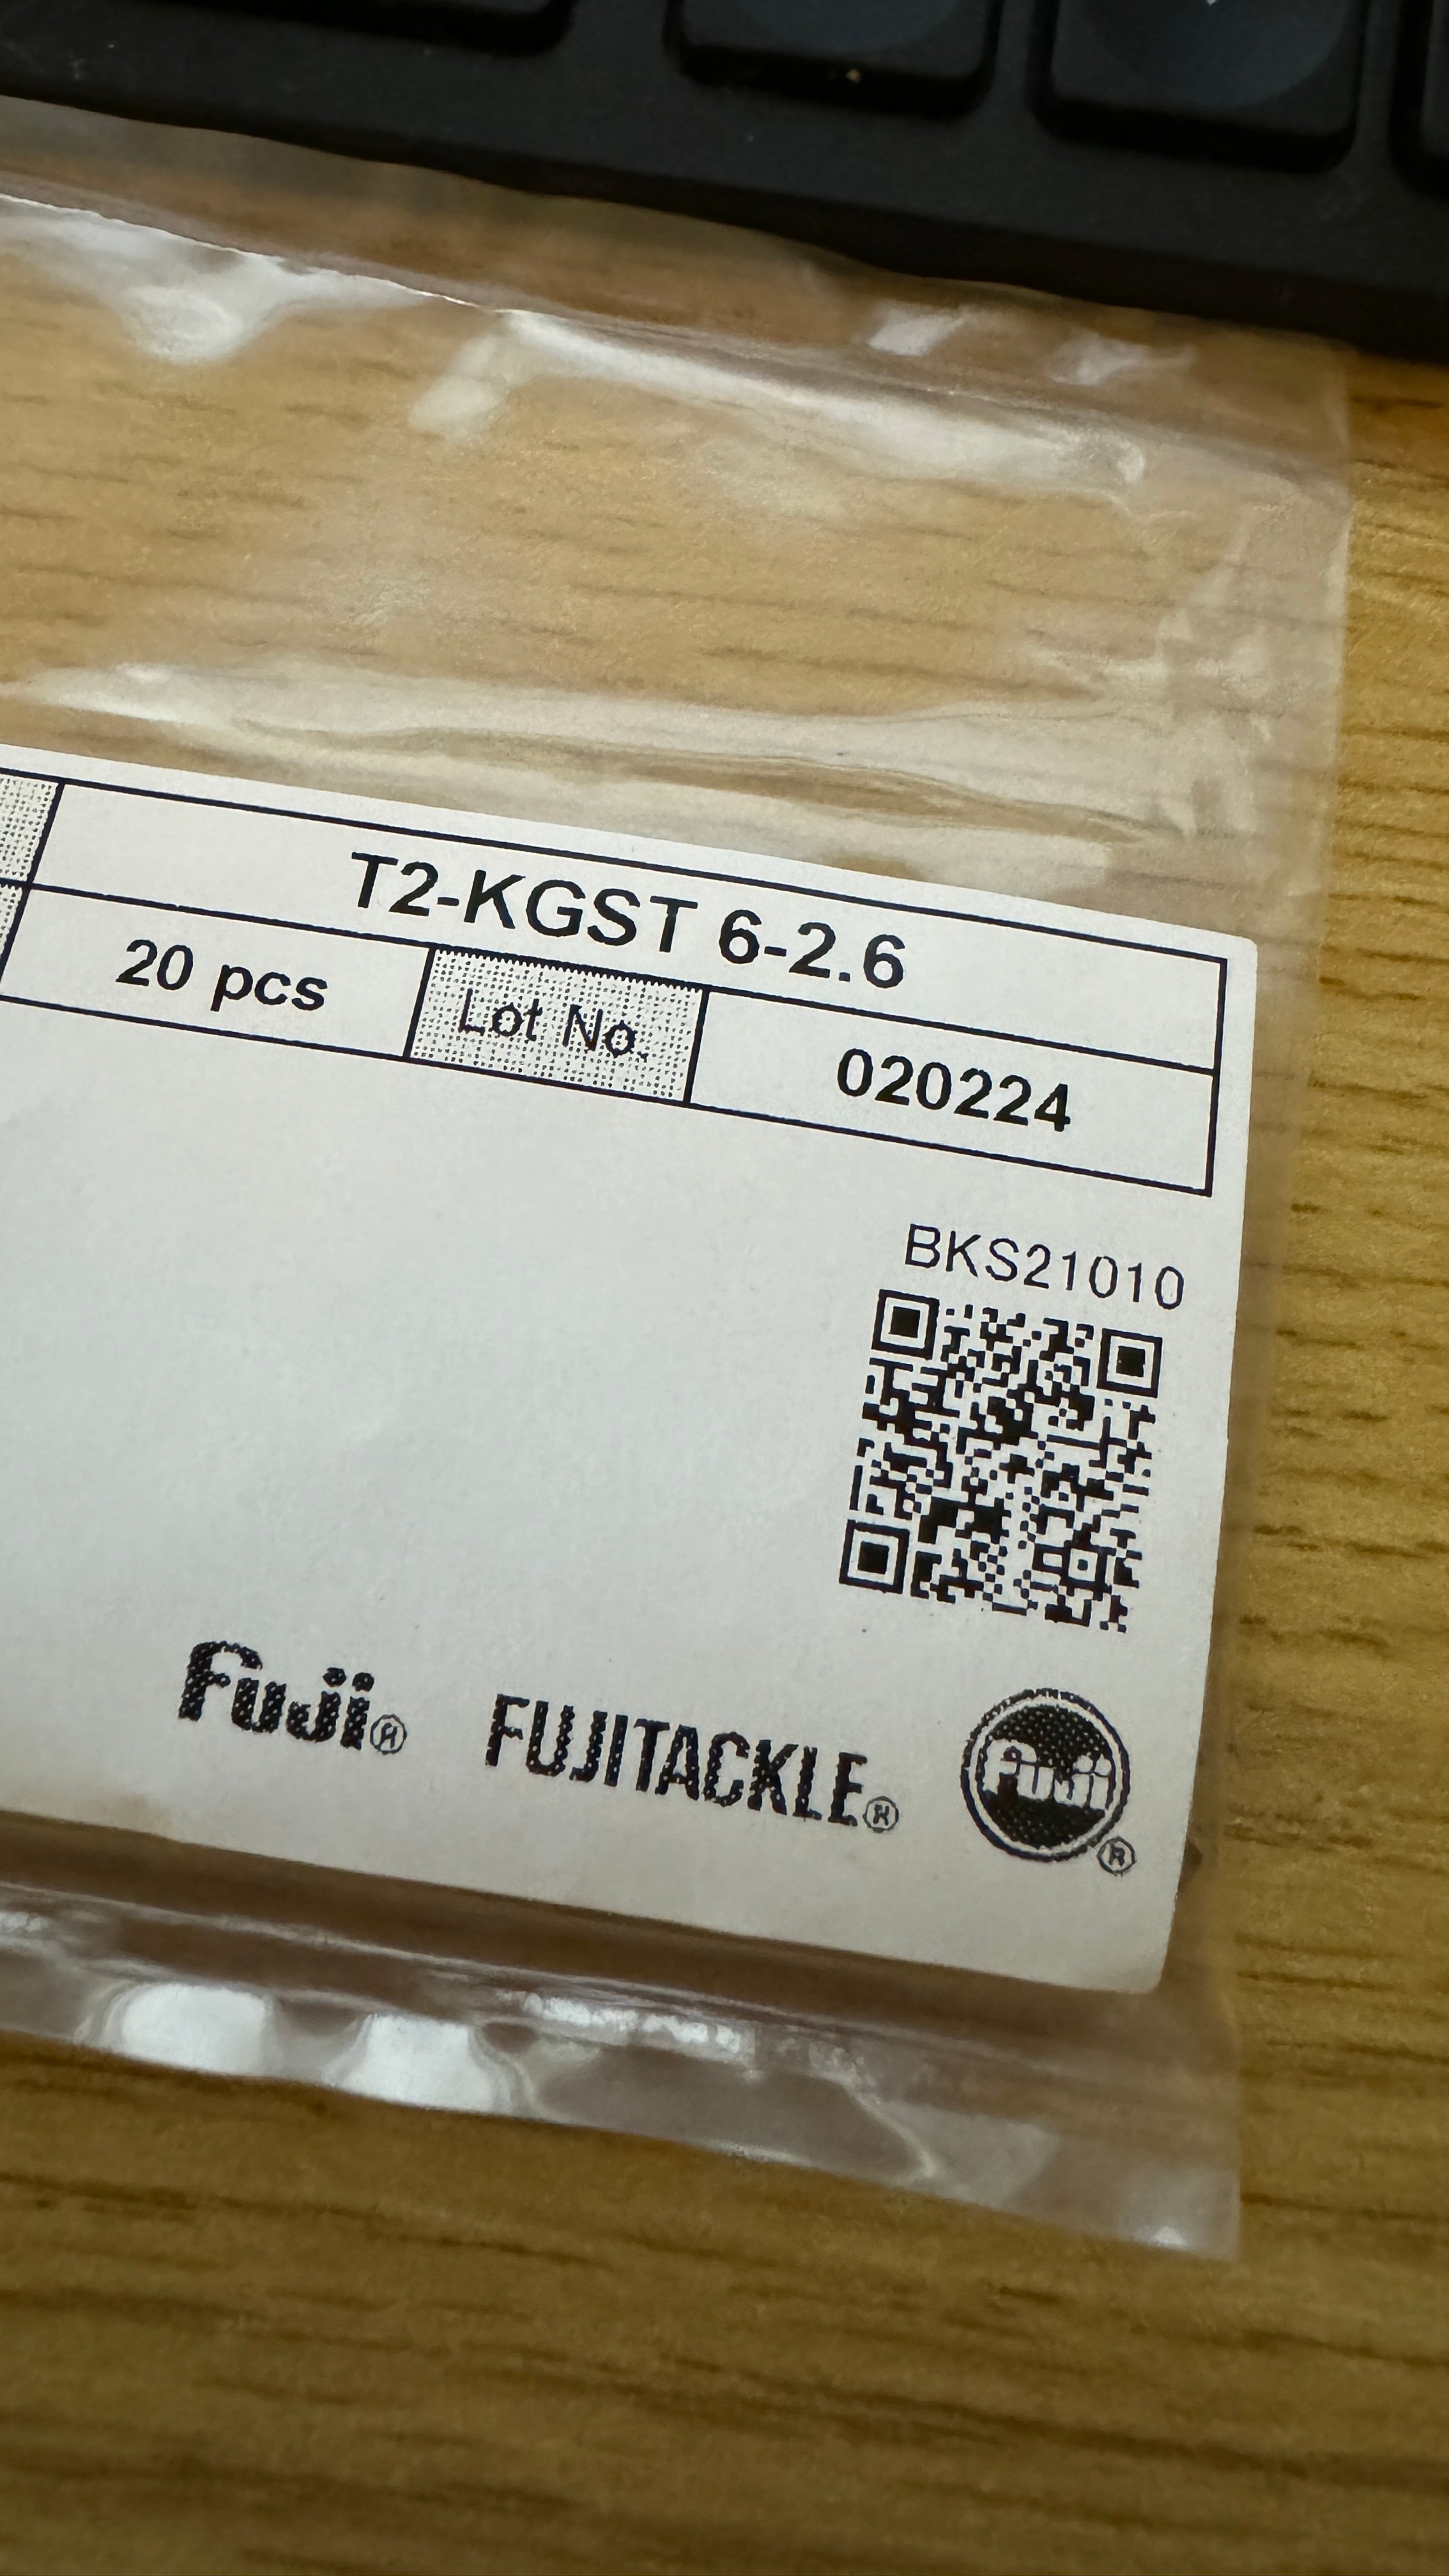 T2-KGST 6-2.6
20 pcs Lot No. 020224
BKS21010
Fuji® FUJITACKLE® Fuji®